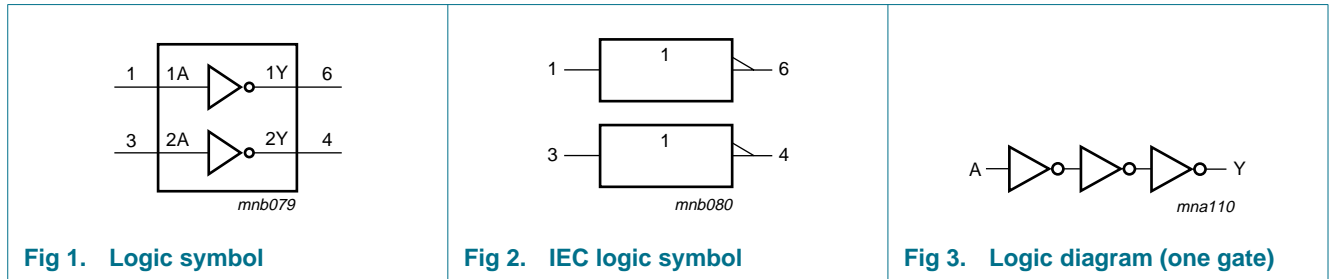 1 1A 1Y 6
3 2A 2Y 4
mnb079
Fig 1. Logic symbol
1 1 6
3 1 4
mnb080
Fig 2. IEC logic symbol
A Y
mna110
Fig 3. Logic diagram (one gate)